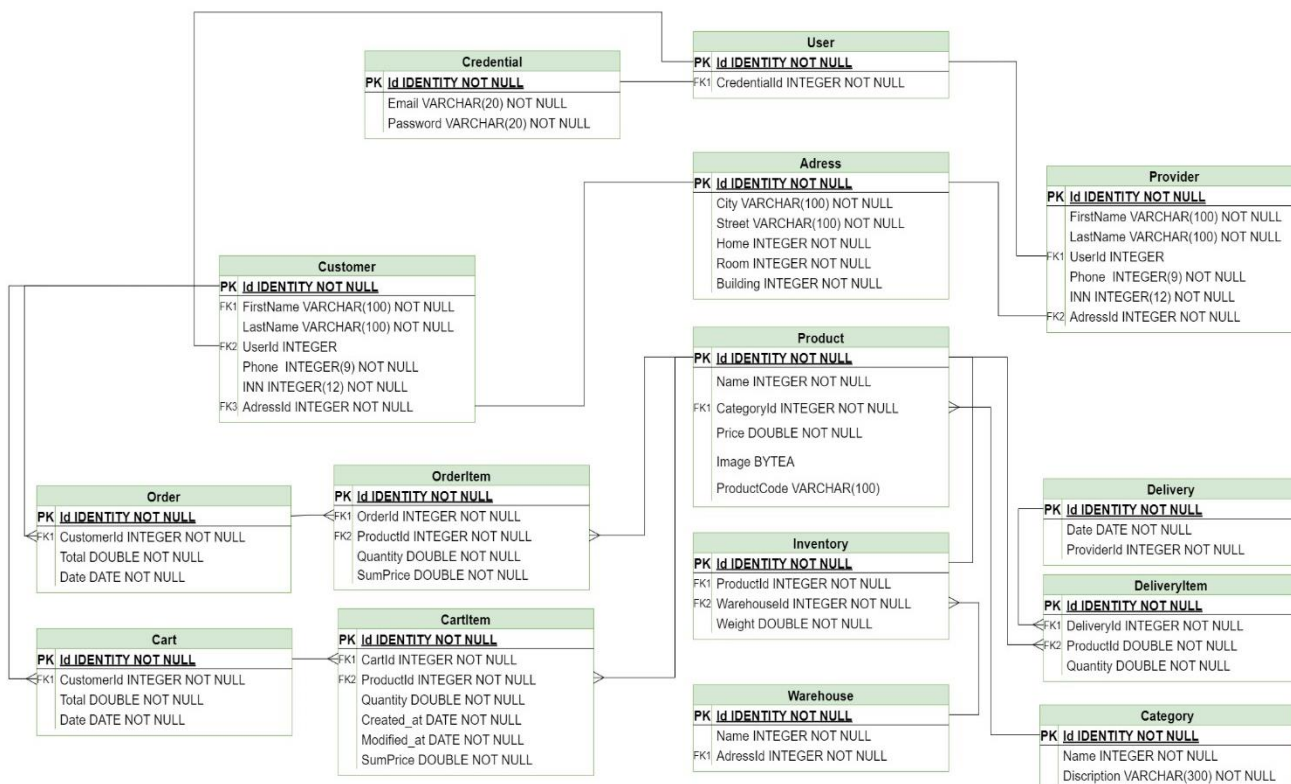 User
PK Id IDENTITY NOT NULL
FK1 CredentialId INTEGER NOT NULL
Credential
PK Id IDENTITY NOT NULL
Email VARCHAR(20) NOT NULL
Password VARCHAR(20) NOT NULL
Adress
PK Id IDENTITY NOT NULL
City VARCHAR(100) NOT NULL
Street VARCHAR(100) NOT NULL
Home INTEGER NOT NULL
Room INTEGER NOT NULL
Building INTEGER NOT NULL
Provider
PK Id IDENTITY NOT NULL
FirstName VARCHAR(100) NOT NULL
LastName VARCHAR(100) NOT NULL
FK1 UserId INTEGER
Phone INTEGER(9) NOT NULL
INN INTEGER(12) NOT NULL
FK2 AdressId INTEGER NOT NULL
Customer
PK Id IDENTITY NOT NULL
FK1 FirstName VARCHAR(100) NOT NULL
LastName VARCHAR(100) NOT NULL
FK2 UserId INTEGER
Phone INTEGER(9) NOT NULL
INN INTEGER(12) NOT NULL
FK3 AdressId INTEGER NOT NULL
Product
PK Id IDENTITY NOT NULL
Name INTEGER NOT NULL
FK1 CategoryId INTEGER NOT NULL
Price DOUBLE NOT NULL
Image BYTEA
ProductCode VARCHAR(100)
Order
PK Id IDENTITY NOT NULL
FK1 CustomerId INTEGER NOT NULL
Total DOUBLE NOT NULL
Date DATE NOT NULL
OrderItem
PK Id IDENTITY NOT NULL
FK1 OrderId INTEGER NOT NULL
FK2 ProductId INTEGER NOT NULL
Quantity DOUBLE NOT NULL
SumPrice DOUBLE NOT NULL
Inventory
PK Id IDENTITY NOT NULL
FK1 ProductId INTEGER NOT NULL
FK2 WarehouseId INTEGER NOT NULL
Weight DOUBLE NOT NULL
Delivery
PK Id IDENTITY NOT NULL
Date DATE NOT NULL
ProviderId INTEGER NOT NULL
DeliveryItem
PK Id IDENTITY NOT NULL
FK1 DeliveryId INTEGER NOT NULL
FK2 ProductId DOUBLE NOT NULL
Quantity DOUBLE NOT NULL
Cart
PK Id IDENTITY NOT NULL
FK1 CustomerId INTEGER NOT NULL
Total DOUBLE NOT NULL
Date DATE NOT NULL
CartItem
PK Id IDENTITY NOT NULL
FK1 CartId INTEGER NOT NULL
FK2 ProductId INTEGER NOT NULL
Quantity DOUBLE NOT NULL
Created_at DATE NOT NULL
Modified_at DATE NOT NULL
SumPrice DOUBLE NOT NULL
Warehouse
PK Id IDENTITY NOT NULL
Name INTEGER NOT NULL
FK1 AdressId INTEGER NOT NULL
Category
PK Id IDENTITY NOT NULL
Name INTEGER NOT NULL
Discription VARCHAR(300) NOT NULL